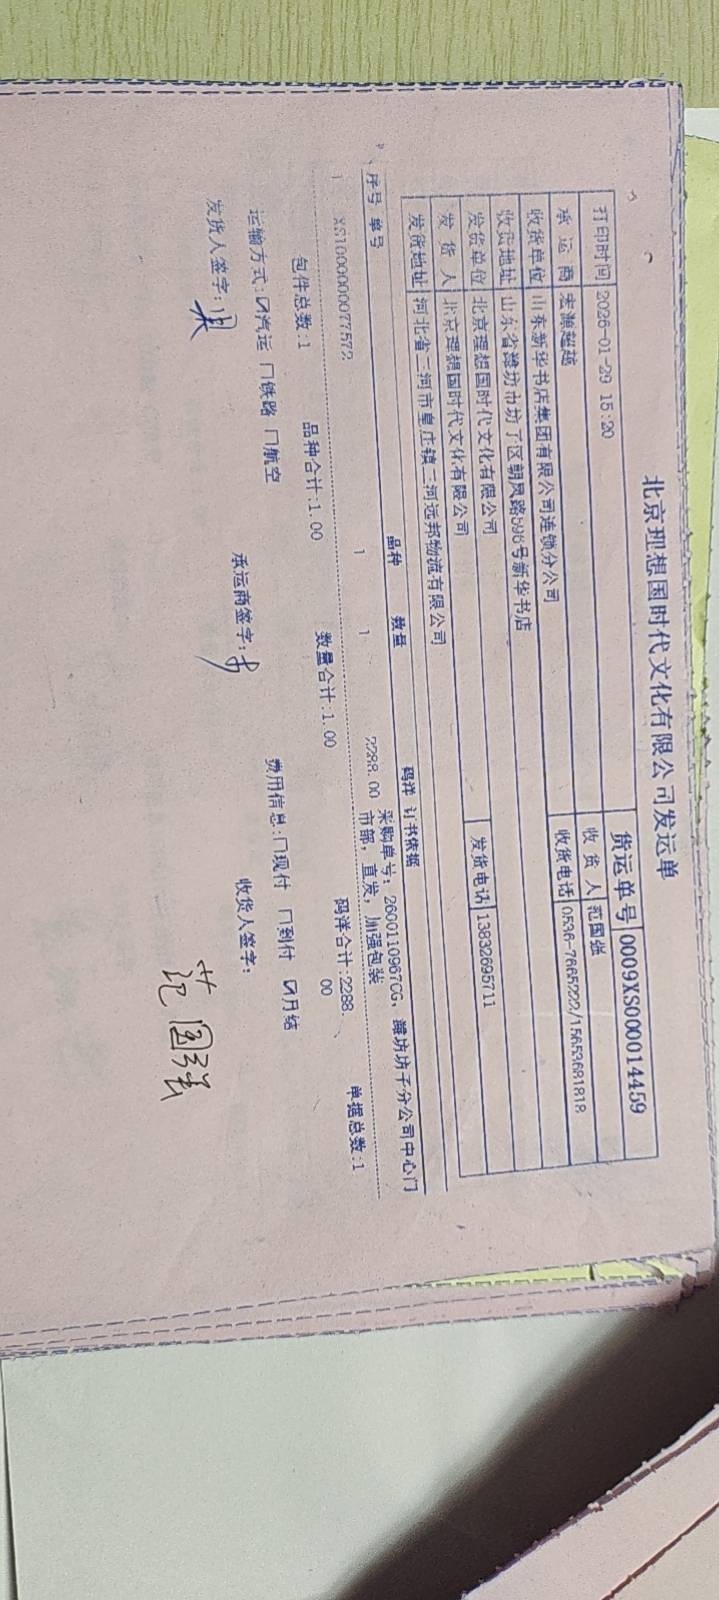 北京理想国时代文化有限公司发运单
货运单号 0009XS000014459
打印时间 2026-01-29 15:20 收货人 范国强
承运商 宏源超越 收货电话 0536-7665222/15653681818
收货单位 山东新华书店集团有限公司连锁分公司
收货地址 山东省潍坊市坊子区朝凤路596号新华书店
发货单位 北京理想国时代文化有限公司 发货电话 13832695711
发货人 北京理想国时代文化有限公司
发货地址 河北省三河市皇庄镇三河远邦物流有限公司
序号 单号 品种 数量 码洋 订书依据
1 XS1000000077572 1 1 2288.00 采购单号:2600110967CG,潍坊坊子分公司中心门
市部,直发,加强包装
包件总数:1 品种合计:1.00 数量合计:1.00 码洋合计:2288.
00 单据总数:1
运输方式:☑汽运 □铁路 □航空 费用信息:□现付 □到付 ☑月结
发货人签字: 承运商签字: 收货人签字:
范国强